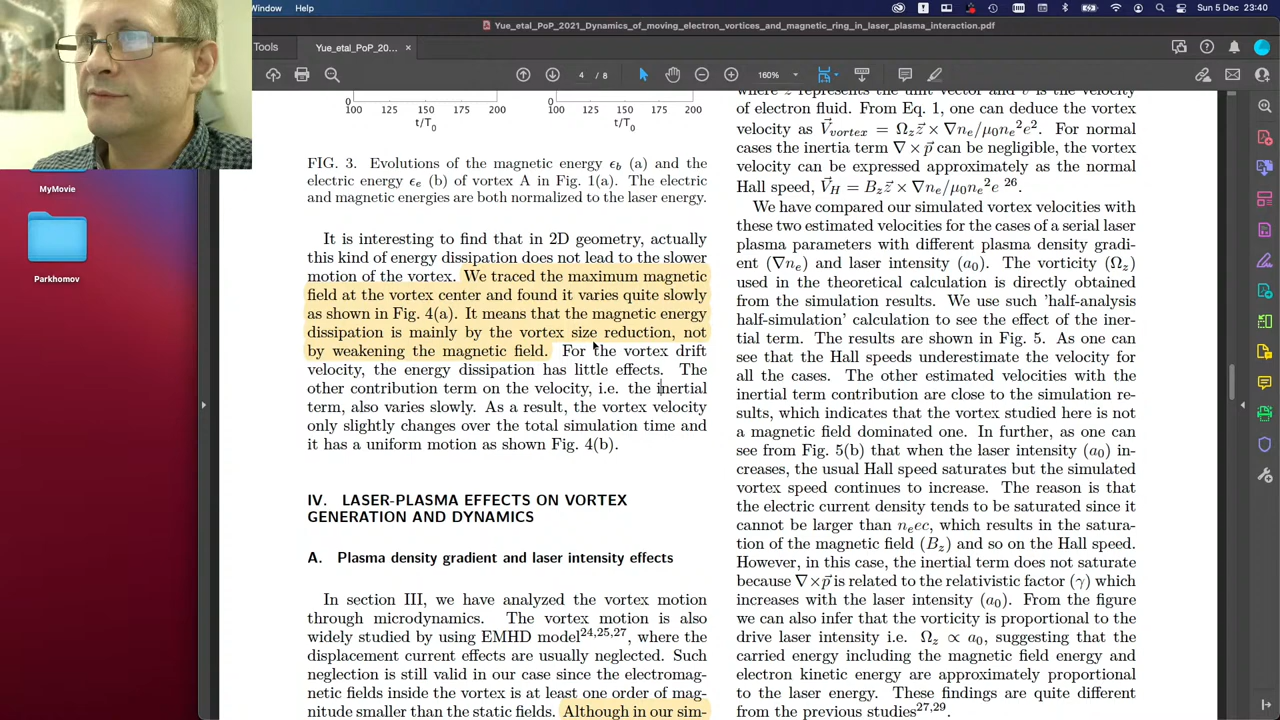 Window
Help
Sun 5 Dec 23:40
Yue_etal_PoP_2021_Dynamics_of_moving_electron_vortices_and_magnetic_ring_in_laser_plasma_interaction.pdf
Tools
Yue_etal_PoP_20... ×
4 / 8
160%
MyMovie
Parkhomov
0
0
100 125 150 175 200
100 125 150 175 200
t/T₀
t/T₀
FIG. 3. Evolutions of the magnetic energy ϵ_b (a) and the
electric energy ϵ_e (b) of vortex A in Fig. 1(a). The electric
and magnetic energies are both normalized to the laser energy.
It is interesting to find that in 2D geometry, actually
this kind of energy dissipation does not lead to the slower
motion of the vortex. We traced the maximum magnetic
field at the vortex center and found it varies quite slowly
as shown in Fig. 4(a). It means that the magnetic energy
dissipation is mainly by the vortex size reduction, not
by weakening the magnetic field. For the vortex drift
velocity, the energy dissipation has little effects. The
other contribution term on the velocity, i.e. the inertial
term, also varies slowly. As a result, the vortex velocity
only slightly changes over the total simulation time and
it has a uniform motion as shown Fig. 4(b).
IV. LASER-PLASMA EFFECTS ON VORTEX
GENERATION AND DYNAMICS
A. Plasma density gradient and laser intensity effects
In section III, we have analyzed the vortex motion
through microdynamics. The vortex motion is also
widely studied by using EMHD model²⁴,²⁵,²⁷, where the
displacement current effects are usually neglected. Such
neglection is still valid in our case since the electromag-
netic fields inside the vortex is at least one order of mag-
nitude smaller than the static fields. Although in our sim-
where z⃗ represents the unit vector and v⃗ is the velocity
of electron fluid. From Eq. 1, one can deduce the vortex
velocity as V⃗_vortex = Ω_z z⃗ × ∇n_e/μ₀n_e²e². For normal
cases the inertia term ∇ × p⃗ can be negligible, the vortex
velocity can be expressed approximately as the normal
Hall speed, V⃗_H = B_z z⃗ × ∇n_e/μ₀n_e²e ²⁶.
We have compared our simulated vortex velocities with
these two estimated velocities for the cases of a serial laser
plasma parameters with different plasma density gradi-
ent (∇n_e) and laser intensity (a₀). The vorticity (Ω_z)
used in the theoretical calculation is directly obtained
from the simulation results. We use such 'half-analysis
half-simulation' calculation to see the effect of the iner-
tial term. The results are shown in Fig. 5. As one can
see that the Hall speeds underestimate the velocity for
all the cases. The other estimated velocities with the
inertial term contribution are close to the simulation re-
sults, which indicates that the vortex studied here is not
a magnetic field dominated one. In further, as one can
see from Fig. 5(b) that when the laser intensity (a₀) in-
creases, the usual Hall speed saturates but the simulated
vortex speed continues to increase. The reason is that
the electric current density tends to be saturated since it
cannot be larger than n_e ec, which results in the satura-
tion of the magnetic field (B_z) and so on the Hall speed.
However, in this case, the inertial term does not saturate
because ∇×p⃗ is related to the relativistic factor (γ) which
increases with the laser intensity (a₀). From the figure
we can also infer that the vorticity is proportional to the
drive laser intensity i.e. Ω_z ∝ a₀, suggesting that the
carried energy including the magnetic field energy and
electron kinetic energy are approximately proportional
to the laser energy. These findings are quite different
from the previous studies²⁷,²⁹.